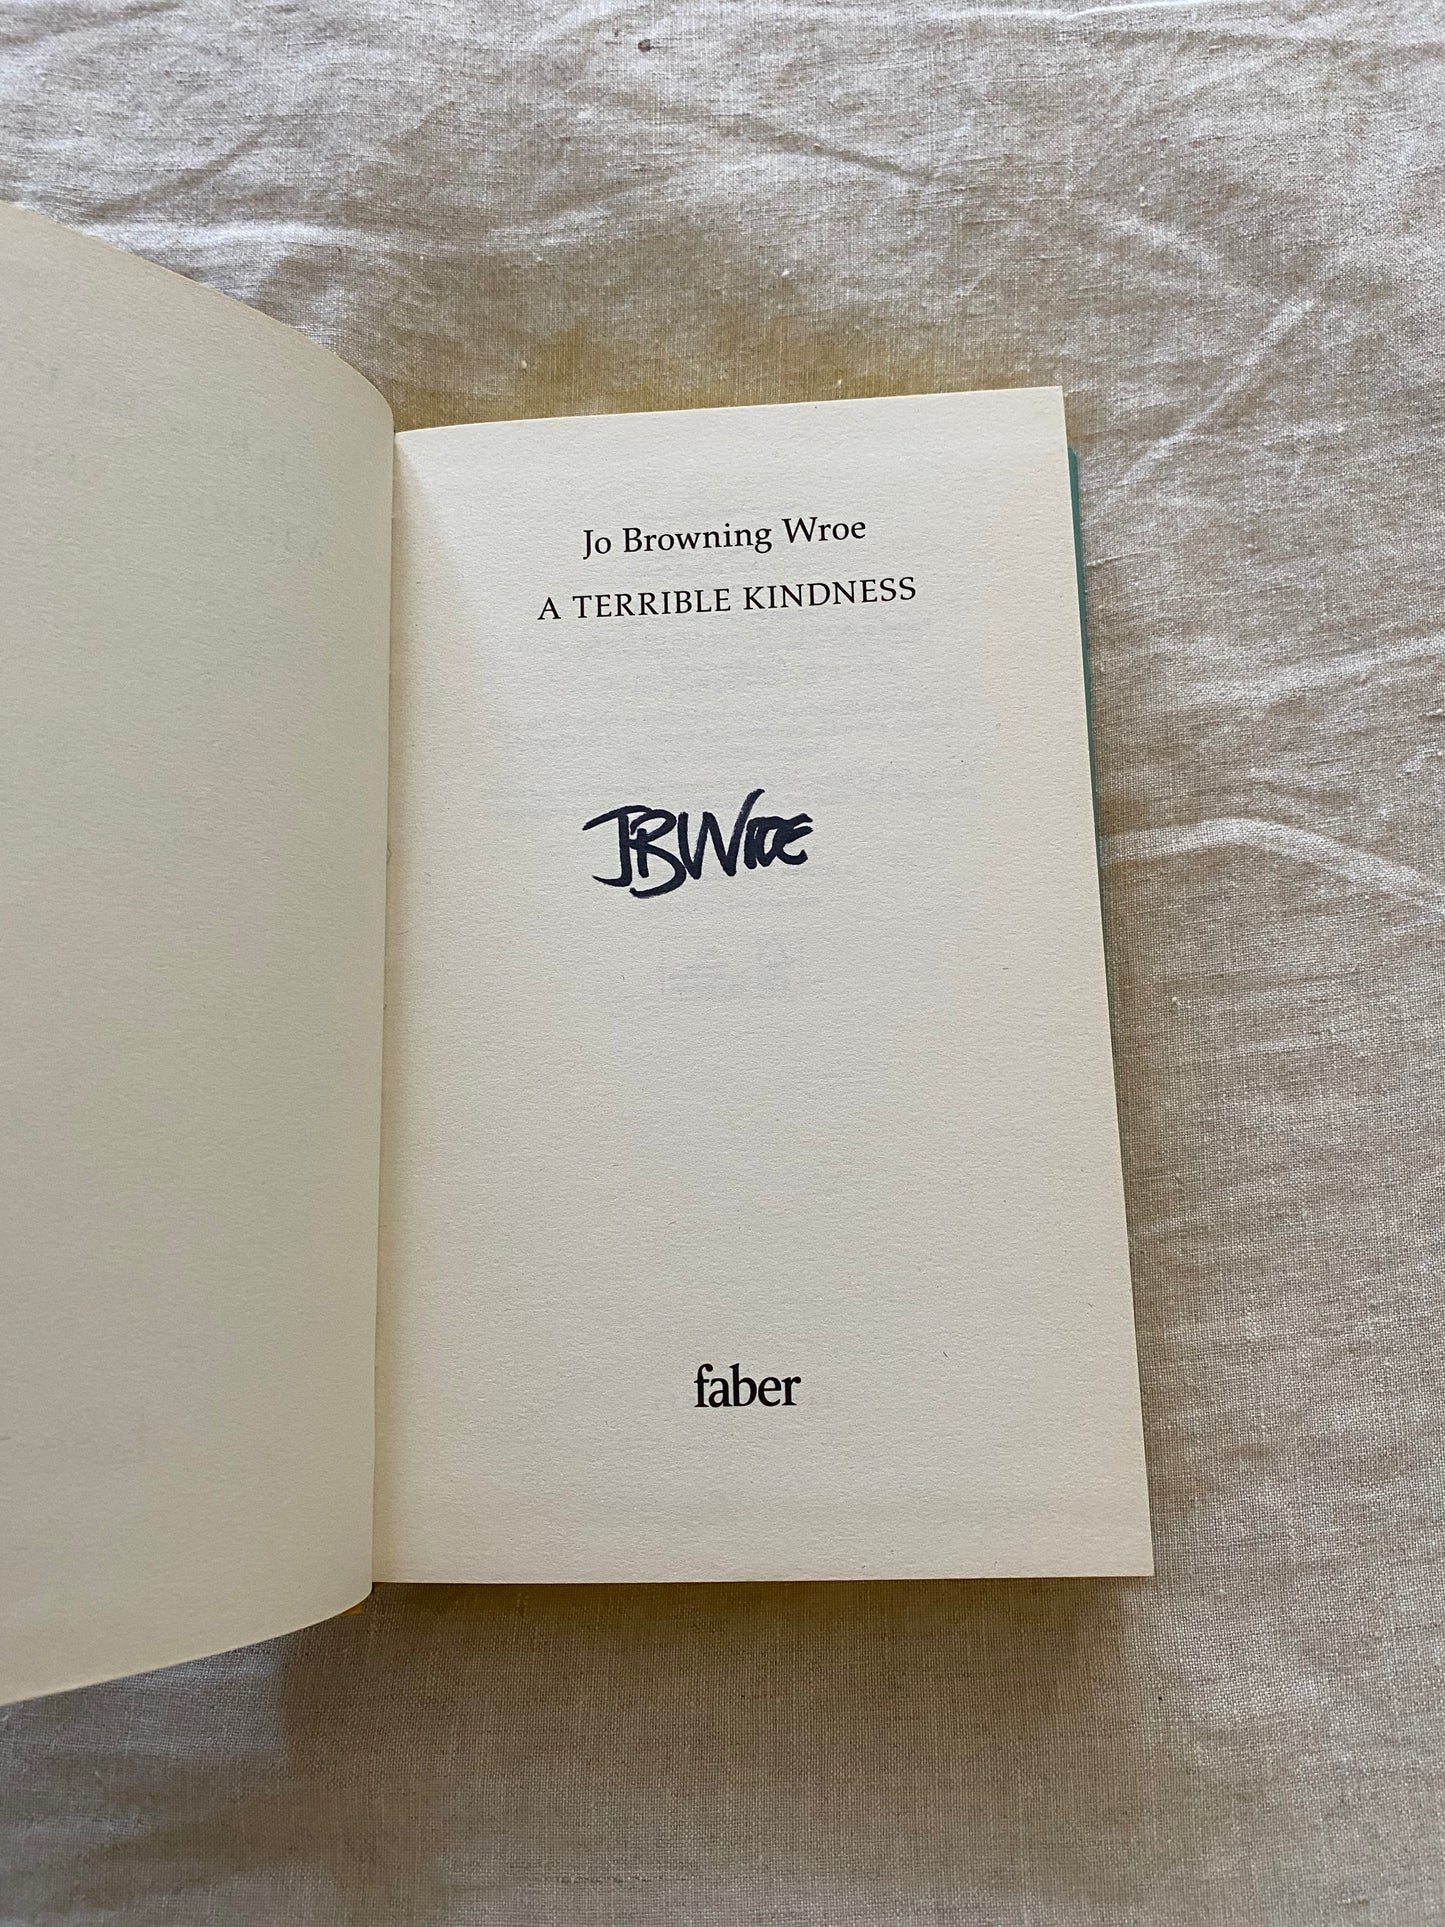 Jo Browning Wroe
A TERRIBLE KINDNESS
JBWroe
faber